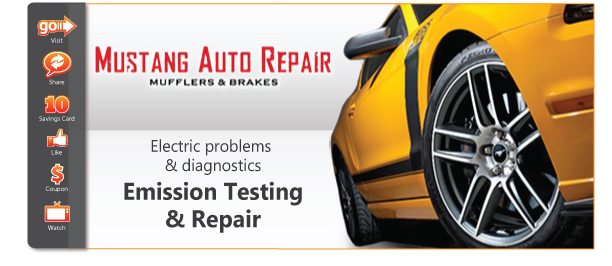 go
Visit
Share
10
Savings Card
Like
$
Coupon
Watch
MUSTANG AUTO REPAIR
MUFFLERS & BRAKES
Electric problems
& diagnostics
Emission Testing
& Repair